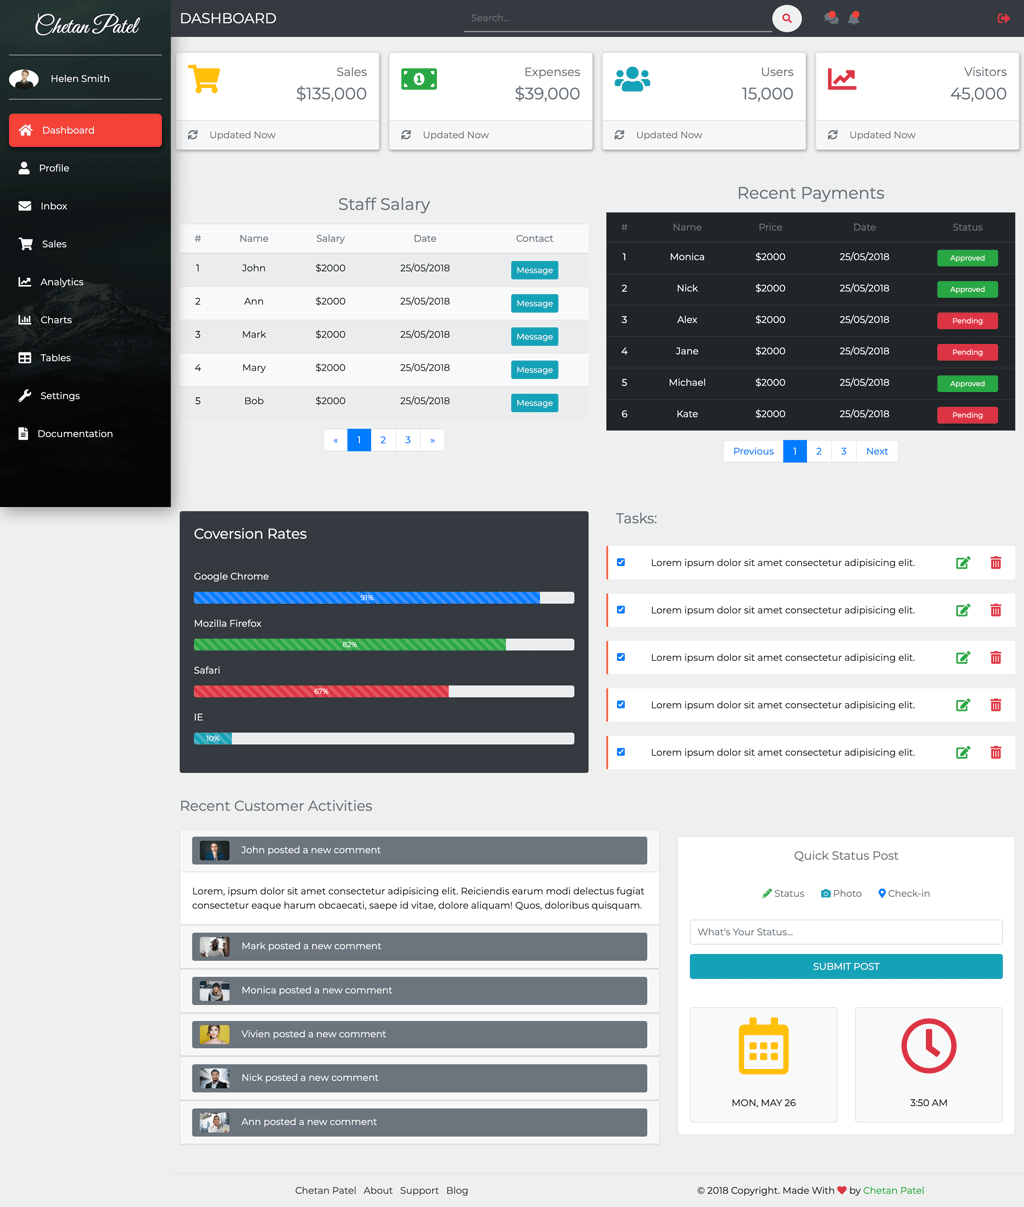 Chetan Patel
Helen Smith
Dashboard
Profile
Inbox
Sales
Analytics
Charts
Tables
Settings
Documentation
DASHBOARD
Search...
Sales
$135,000
Updated Now
Expenses
$39,000
Updated Now
Users
15,000
Updated Now
Visitors
45,000
Updated Now
Staff Salary
# Name Salary Date Contact
1 John $2000 25/05/2018 Message
2 Ann $2000 25/05/2018 Message
3 Mark $2000 25/05/2018 Message
4 Mary $2000 25/05/2018 Message
5 Bob $2000 25/05/2018 Message
« 1 2 3 »
Recent Payments
# Name Price Date Status
1 Monica $2000 25/05/2018 Approved
2 Nick $2000 25/05/2018 Approved
3 Alex $2000 25/05/2018 Pending
4 Jane $2000 25/05/2018 Pending
5 Michael $2000 25/05/2018 Approved
6 Kate $2000 25/05/2018 Pending
Previous 1 2 3 Next
Coversion Rates
Google Chrome
91%
Mozilla Firefox
82%
Safari
67%
IE
10%
Tasks:
Lorem ipsum dolor sit amet consectetur adipisicing elit.
Lorem ipsum dolor sit amet consectetur adipisicing elit.
Lorem ipsum dolor sit amet consectetur adipisicing elit.
Lorem ipsum dolor sit amet consectetur adipisicing elit.
Lorem ipsum dolor sit amet consectetur adipisicing elit.
Recent Customer Activities
John posted a new comment
Lorem, ipsum dolor sit amet consectetur adipisicing elit. Reiciendis earum modi delectus fugiat
consectetur eaque harum obcaecati, saepe id vitae, dolore aliquam! Quos, doloribus quisquam.
Mark posted a new comment
Monica posted a new comment
Vivien posted a new comment
Nick posted a new comment
Ann posted a new comment
Quick Status Post
Status Photo Check-in
What's Your Status...
SUBMIT POST
MON, MAY 26
3:50 AM
Chetan Patel About Support Blog
© 2018 Copyright. Made With ❤ by Chetan Patel